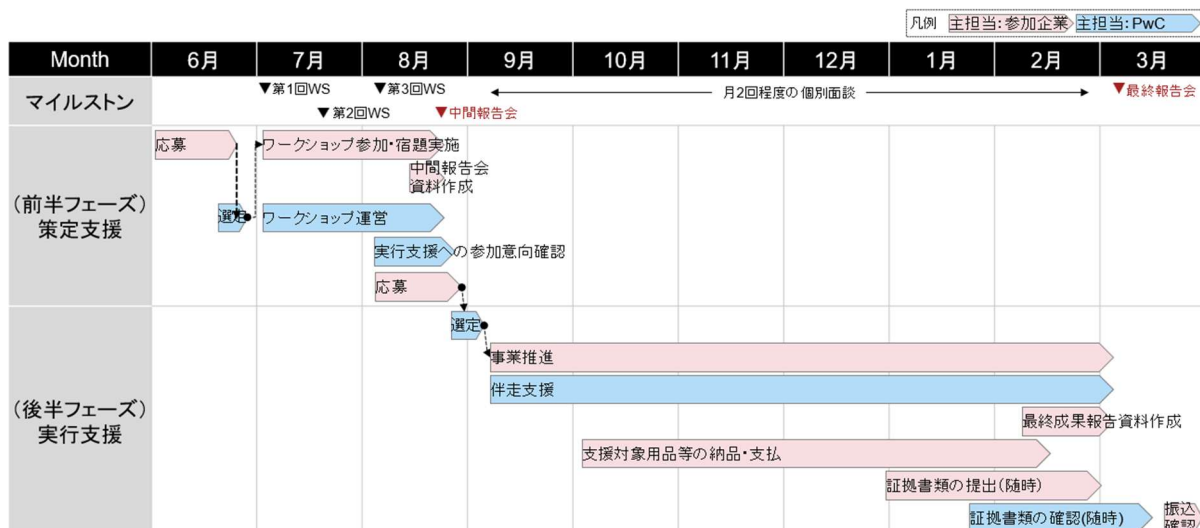 凡例
主担当：参加企業
主担当：PwC
Month
6月
7月
8月
9月
10月
11月
12月
1月
2月
3月
マイルストン
▼第1回WS
▼第3回WS
月2回程度の個別面談
▼最終報告会
▼第2回WS
▼中間報告会
（前半フェーズ）
策定支援
応募
ワークショップ参加・宿題実施
中間報告会
資料作成
選定
ワークショップ運営
実行支援への参加意向確認
応募
（後半フェーズ）
実行支援
選定
事業推進
伴走支援
最終成果報告資料作成
支援対象用品等の納品・支払
証拠書類の提出（随時）
証拠書類の確認(随時)
振込
確認